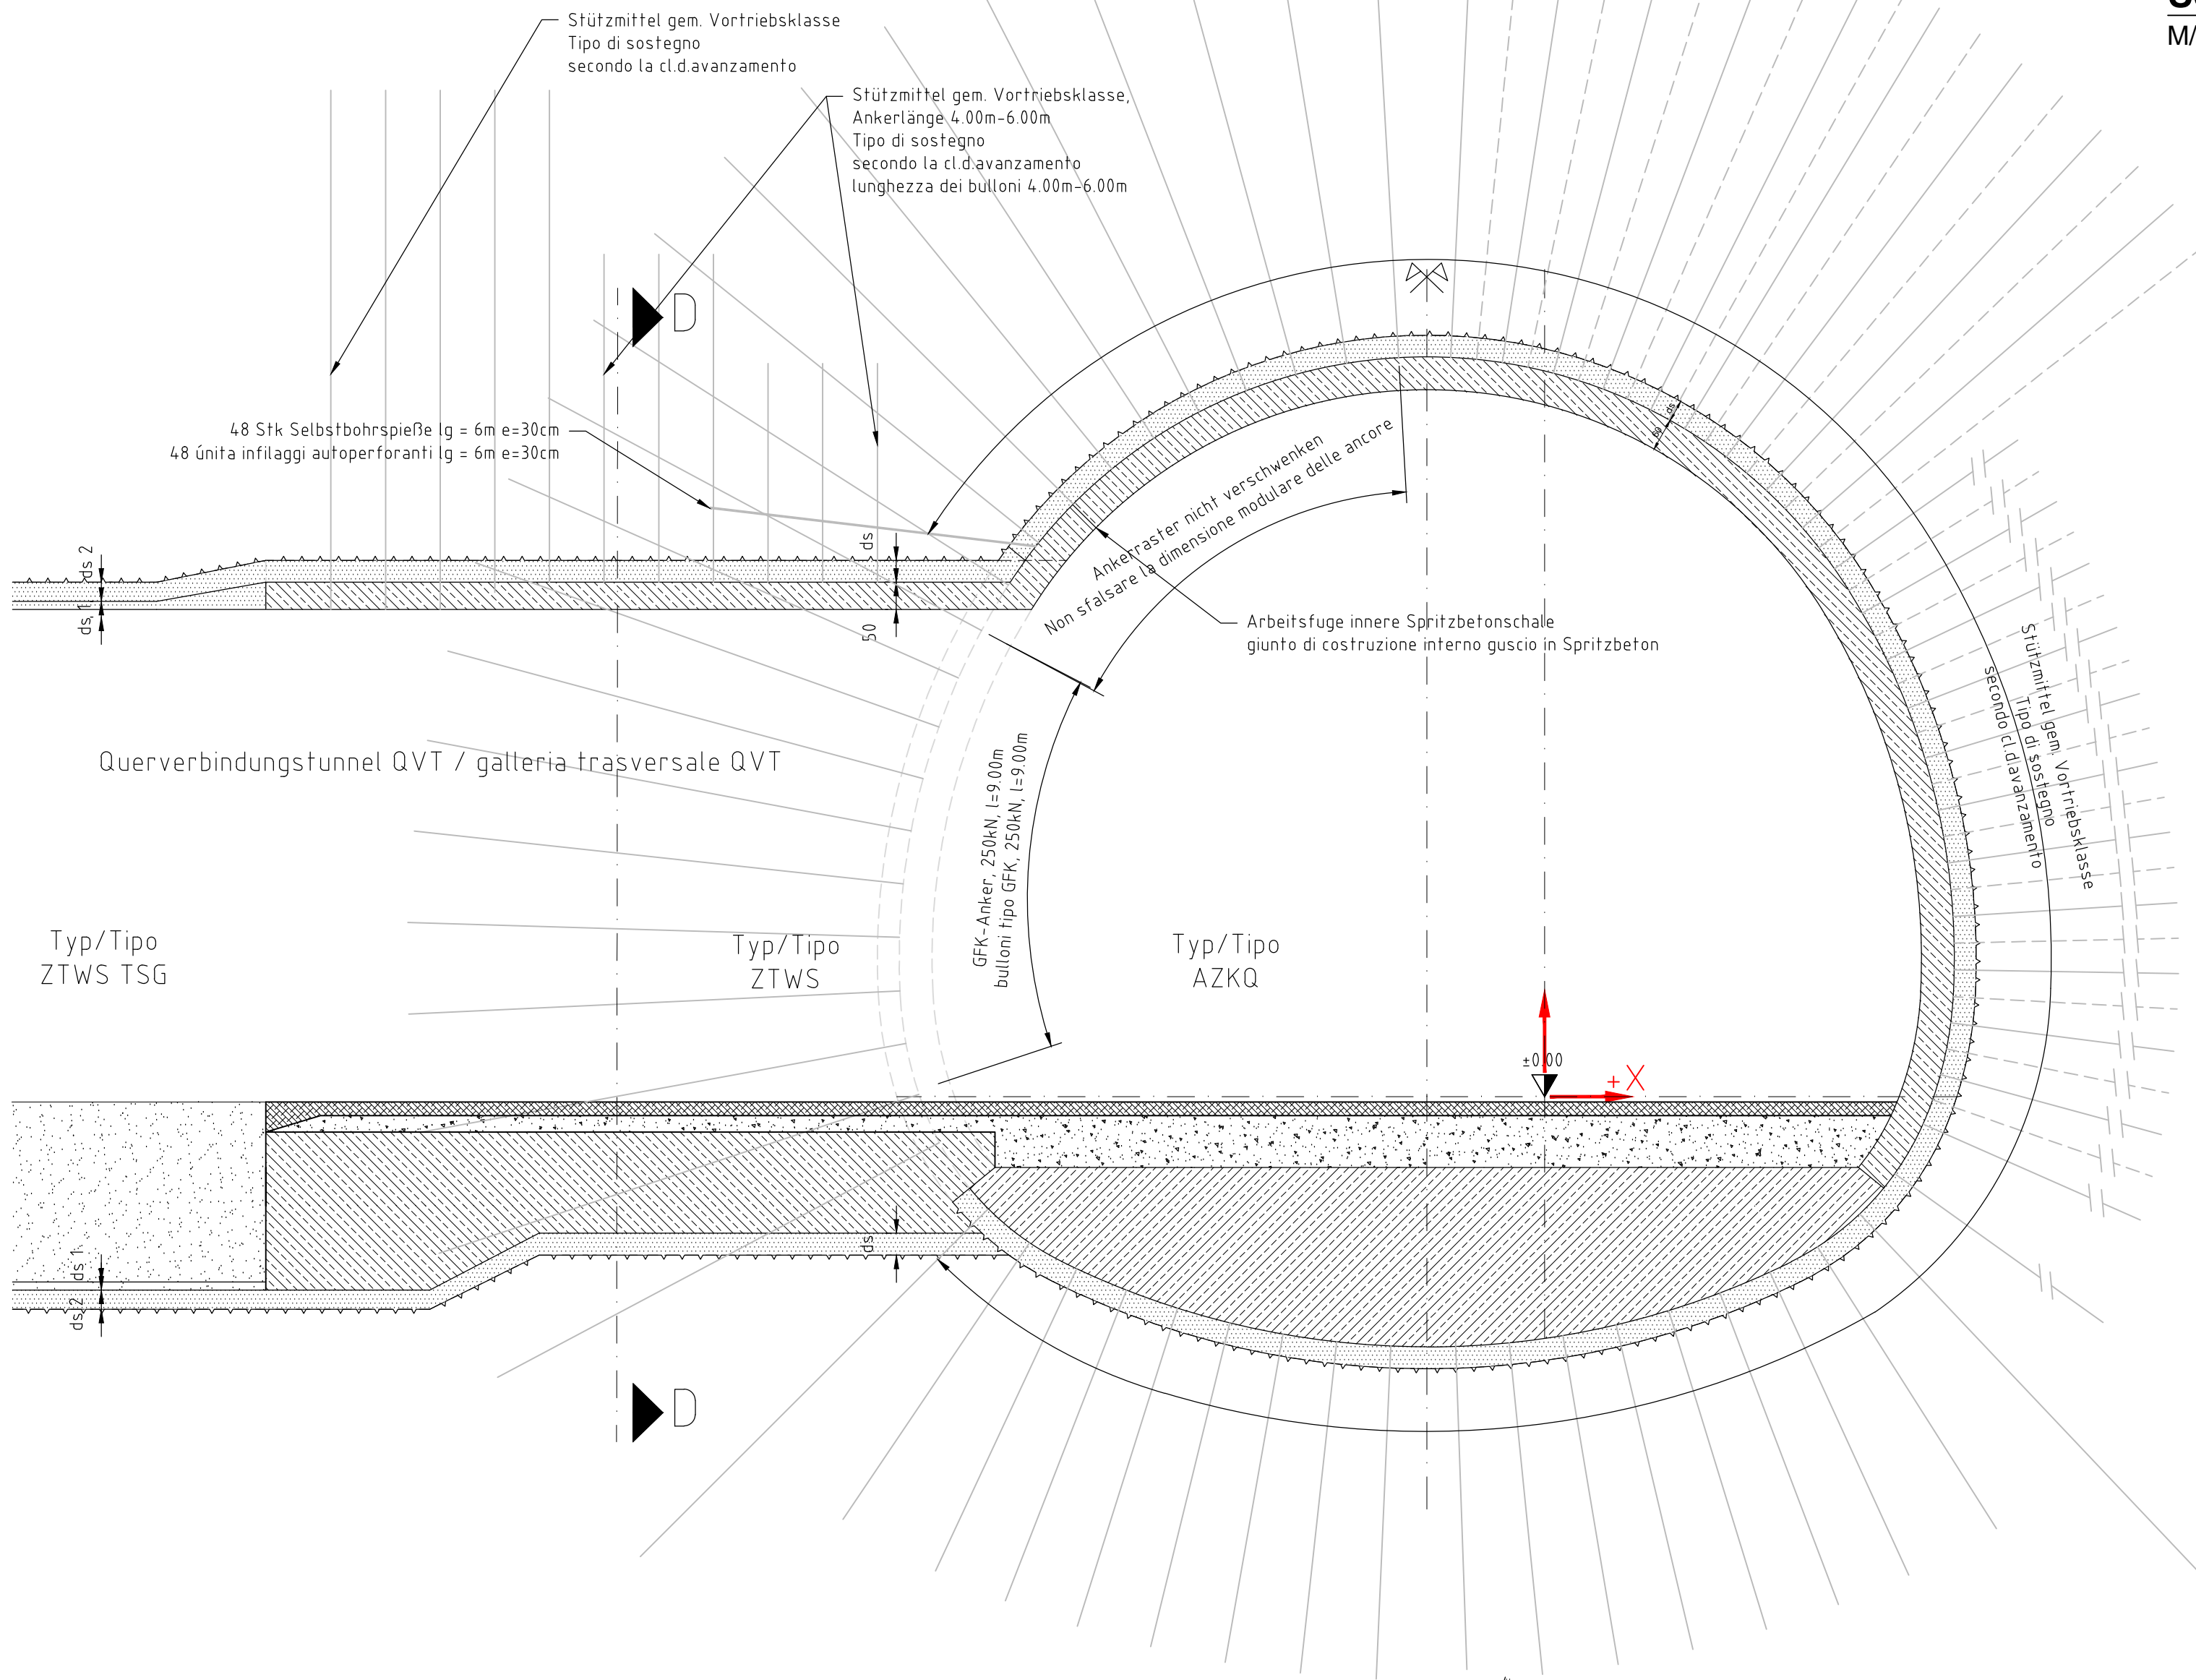 Stützmittel gem. Vortriebsklasse
Tipo di sostegno
secondo la cl.d.avanzamento
Stützmittel gem. Vortriebsklasse,
Ankerlänge 4.00m-6.00m
Tipo di sostegno
secondo la cl.d.avanzamento
lunghezza dei bulloni 4.00m-6.00m
M/
D
48 Stk Selbstbohrspieße lg = 6m e=30cm
48 únita infilaggi autoperforanti lg = 6m e=30cm
ds
60
ds 2
ds 1
ds
50
Ankerraster nicht verschwenken
Non sfalsare la dimensione modulare delle ancore
Arbeitsfuge innere Spritzbetonschale
giunto di costruzione interno guscio in Spritzbeton
Stützmittel gem. Vortriebsklasse
Tipo di sostegno
secondo cl.d'avanzamento
Querverbindungstunnel QVT / galleria trasversale QVT
GFK-Anker, 250kN, l=9.00m
bulloni tipo GFK, 250kN, l=9.00m
Typ/Tipo
ZTWS TSG
Typ/Tipo
ZTWS
Typ/Tipo
AZKQ
±0.00
+X
ds
ds 1
ds 2
D